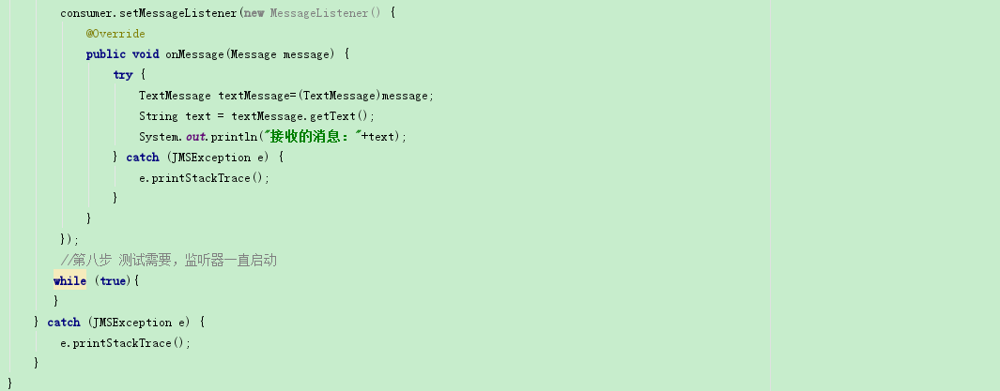 consumer.setMessageListener(new MessageListener() {
@Override
public void onMessage(Message message) {
try {
TextMessage textMessage=(TextMessage)message;
String text = textMessage.getText();
System.out.println("接收的消息："+text);
} catch (JMSException e) {
e.printStackTrace();
}
}
});
//第八步 测试需要，监听器一直启动
while (true){
}
} catch (JMSException e) {
e.printStackTrace();
}
}